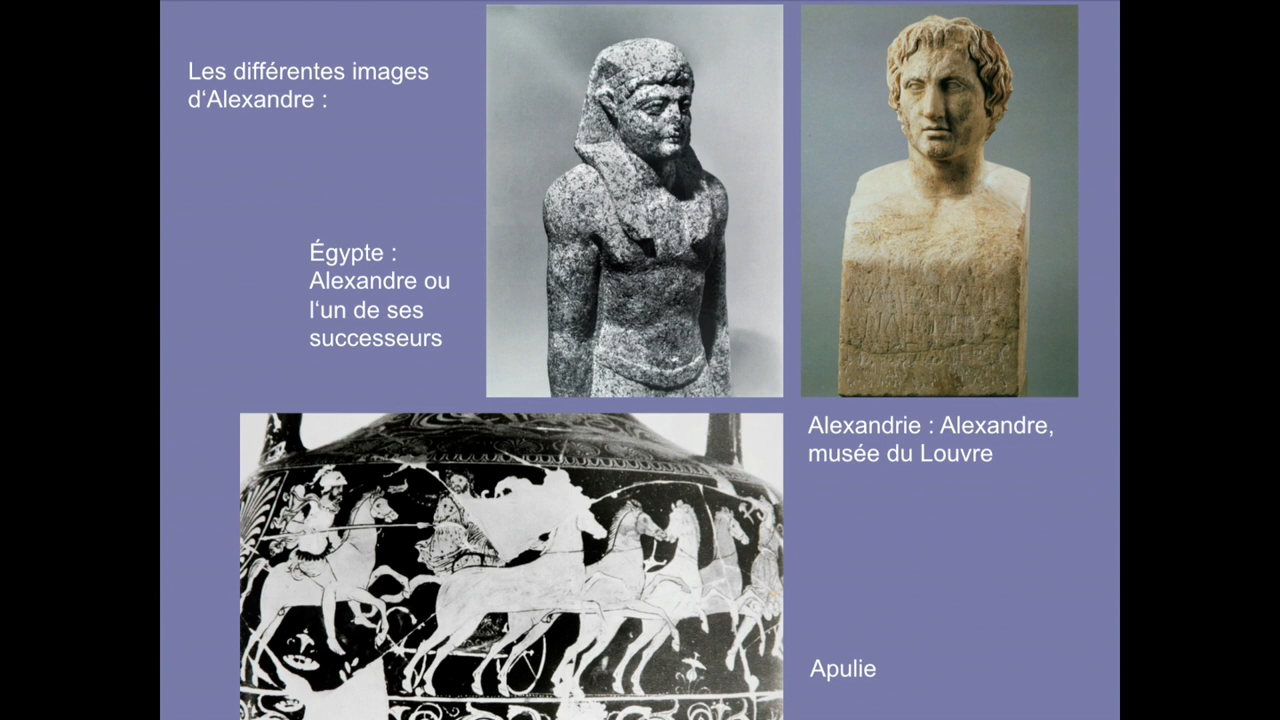 Les différentes images
d‘Alexandre :
Égypte :
Alexandre ou
l‘un de ses
successeurs
Alexandrie : Alexandre,
musée du Louvre
Apulie